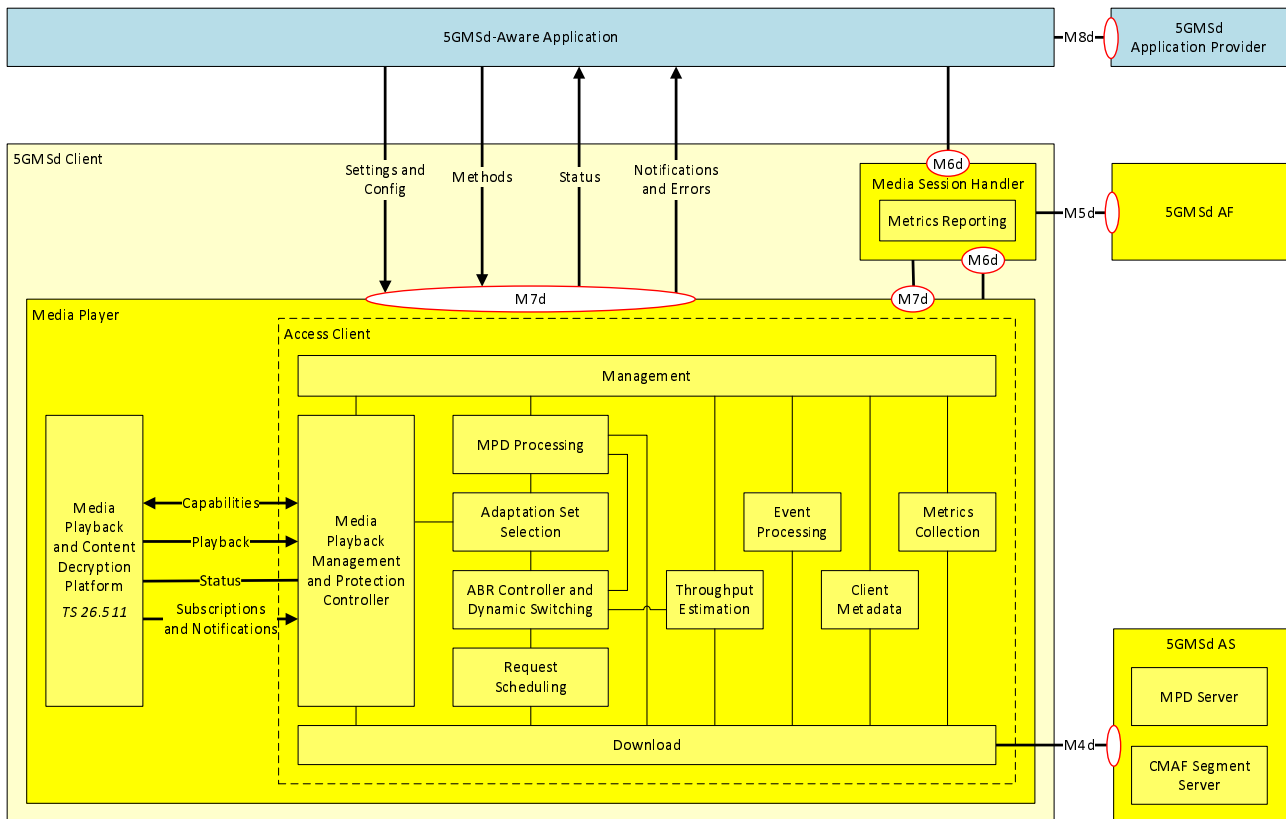 5GMSd-Aware Application
M8d
5GMSd
Application Provider
5GMSd Client
Settings and
Config
Methods
Status
Notifications
and Errors
M6d
Media Session Handler
Metrics Reporting
M5d
5GMSd AF
M6d
M7d
M7d
Media Player
Access Client
Management
Media
Playback
and Content
Decryption
Platform
TS 26.511
Capabilities
Playback
Status
Subscriptions
and Notifications
Media
Playback
Management
and Protection
Controller
MPD Processing
Adaptation Set
Selection
ABR Controller and
Dynamic Switching
Request
Scheduling
Throughput
Estimation
Event
Processing
Client
Metadata
Metrics
Collection
Download
M4d
5GMSd AS
MPD Server
CMAF Segment
Server